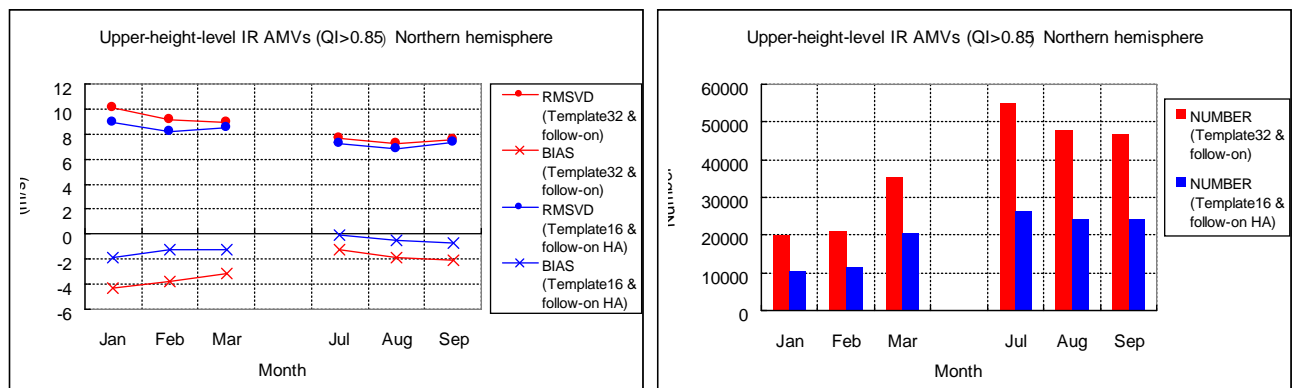 Upper-height-level IR AMVs (QI>0.85) Northern hemisphere
12
10
8
6
4
2
0
-2
-4
-6
(m/s)
Jan Feb Mar Jul Aug Sep
Month
RMSVD
(Template32 &
follow-on)
BIAS
(Template32 &
follow-on)
RMSVD
(Template16 &
follow-on HA)
BIAS
(Template16 &
follow-on HA)
Upper-height-level IR AMVs (QI>0.85) Northern hemisphere
60000
50000
40000
30000
20000
10000
0
Number
Jan Feb Mar Jul Aug Sep
Month
NUMBER
(Template32 &
follow-on)
NUMBER
(Template16 &
follow-on HA)